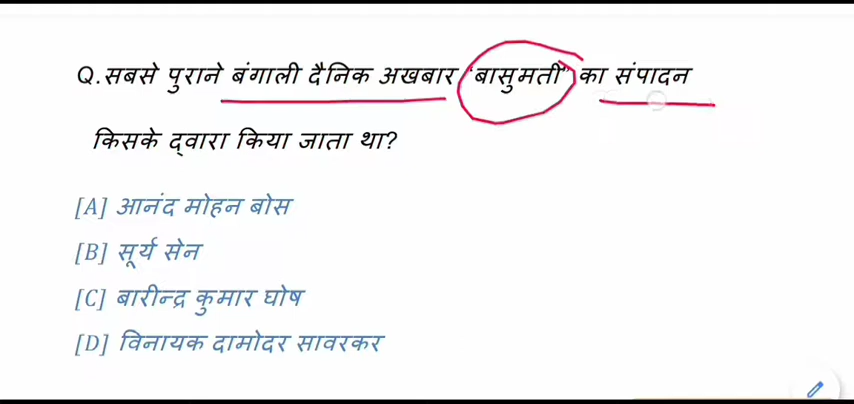 Q.सबसे पुराने बंगाली दैनिक अखबार "बासुमती" का संपादन
किसके द्वारा किया जाता था?
[A] आनंद मोहन बोस
[B] सूर्य सेन
[C] बारीन्द्र कुमार घोष
[D] विनायक दामोदर सावरकर